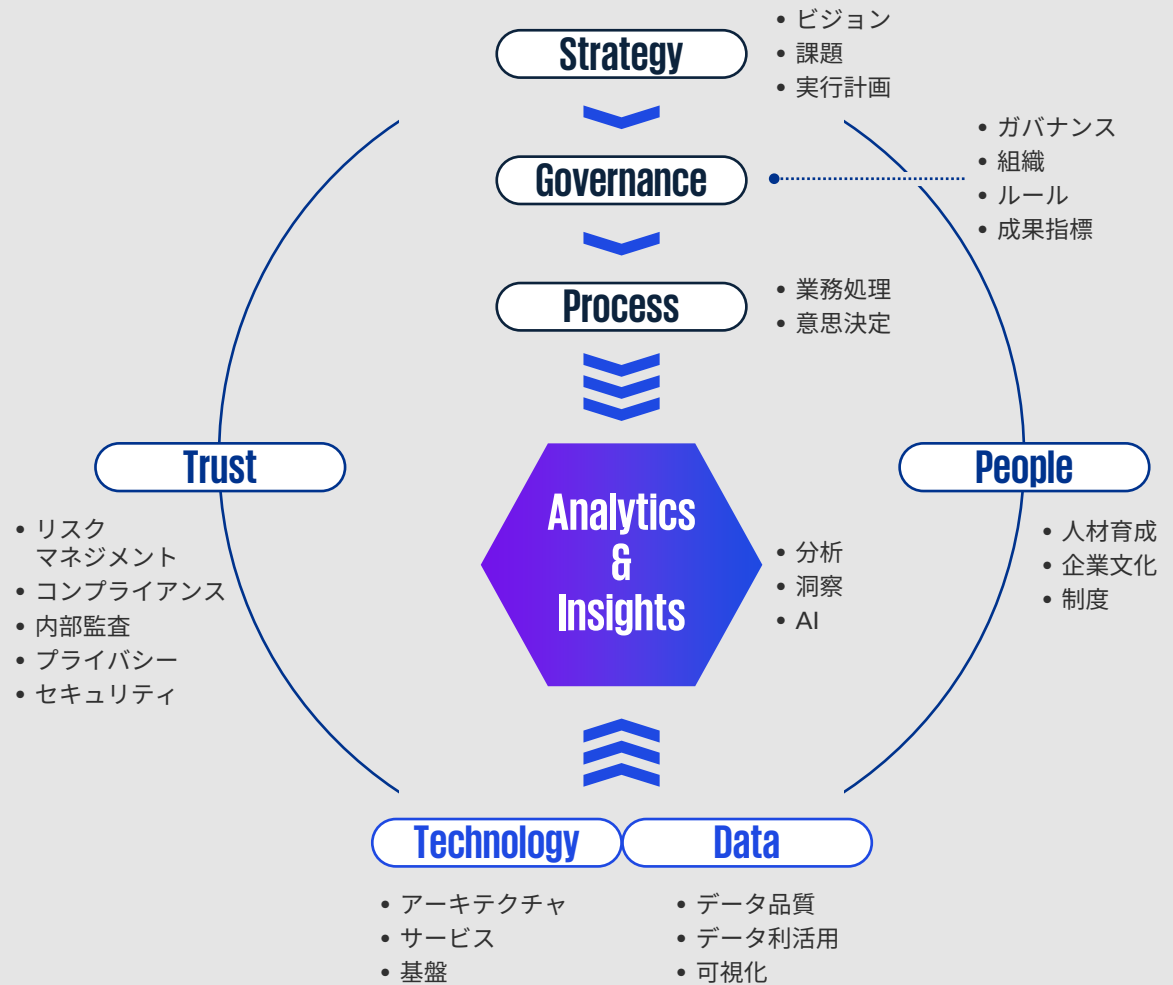 Strategy
• ビジョン
• 課題
• 実行計画
Governance
• ガバナンス
• 組織
• ルール
• 成果指標
Process
• 業務処理
• 意思決定
Trust
• リスク
マネジメント
• コンプライアンス
• 内部監査
• プライバシー
• セキュリティ
Analytics
&
Insights
• 分析
• 洞察
• AI
People
• 人材育成
• 企業文化
• 制度
Technology
• アーキテクチャ
• サービス
• 基盤
Data
• データ品質
• データ利活用
• 可視化